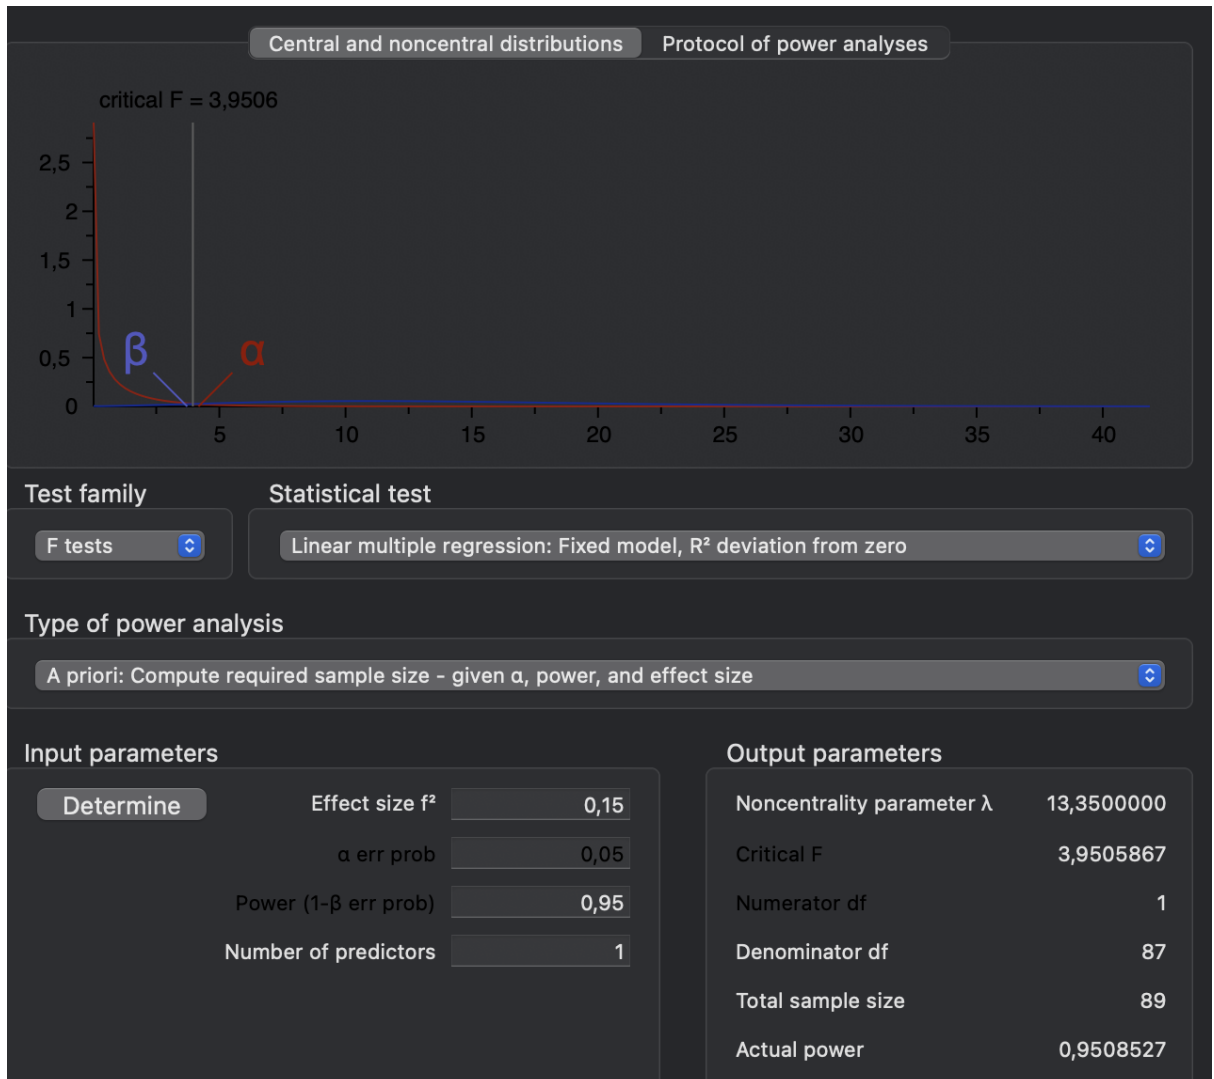 Central and noncentral distributions Protocol of power analyses
critical F = 3,9506
2,5
2
1,5
1
0,5
0
β α
5 10 15 20 25 30 35 40
Test family Statistical test
F tests Linear multiple regression: Fixed model, R² deviation from zero
Type of power analysis
A priori: Compute required sample size - given α, power, and effect size
Input parameters Output parameters
Determine Effect size f² 0,15 Noncentrality parameter λ 13,3500000
α err prob 0,05 Critical F 3,9505867
Power (1-β err prob) 0,95 Numerator df 1
Number of predictors 1 Denominator df 87
Total sample size 89
Actual power 0,9508527